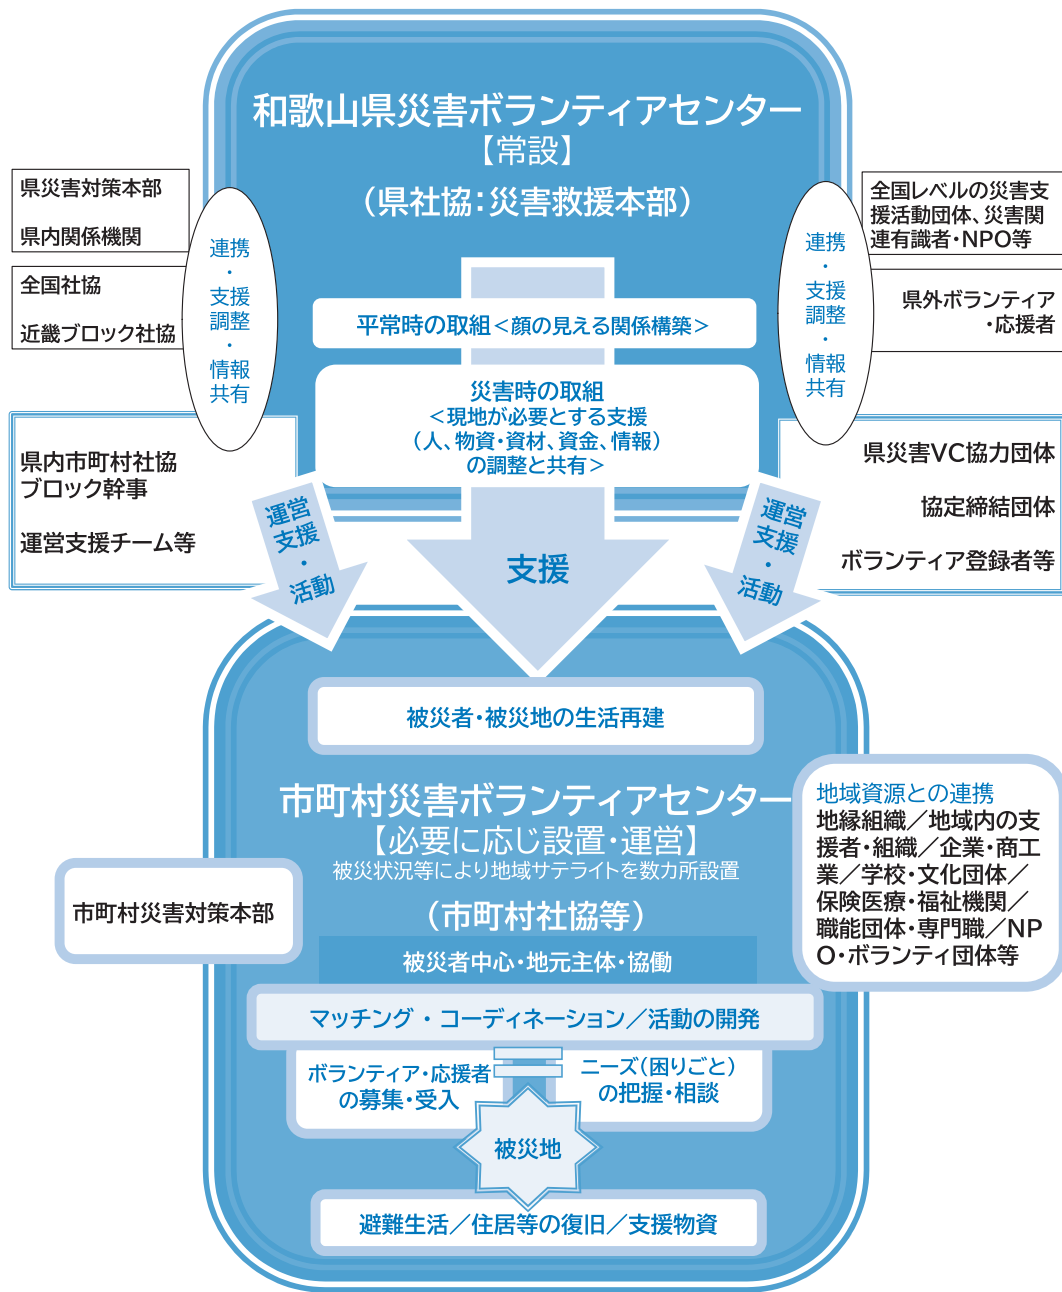 和歌山県災害ボランティアセンター
【常設】
（県社協：災害救援本部）
県災害対策本部
県内関係機関
全国社協
近畿ブロック社協
連携
・
支援
調整
・
情報
共有
全国レベルの災害支
援活動団体、災害関
連有識者・NPO等
県外ボランティア
・応援者
連携
・
支援
調整
・
情報
共有
平常時の取組＜顔の見える関係構築＞
災害時の取組
＜現地が必要とする支援
（人、物資・資材、資金、情報）
の調整と共有＞
県内市町村社協
ブロック幹事
運営支援チーム等
県災害VC協力団体
協定締結団体
ボランティア登録者等
運営
支援
・
活動
支援
運営
支援
・
活動
被災者・被災地の生活再建
市町村災害ボランティアセンター
【必要に応じ設置・運営】
被災状況等により地域サテライトを数カ所設置
（市町村社協等）
市町村災害対策本部
地域資源との連携
地縁組織／地域内の支
援者・組織／企業・商工
業／学校・文化団体／
保険医療・福祉機関／
職能団体・専門職／NP
O・ボランティ団体等
被災者中心・地元主体・協働
マッチング・コーディネーション／活動の開発
ボランティア・応援者
の募集・受入
ニーズ（困りごと）
の把握・相談
被災地
避難生活／住居等の復旧／支援物資